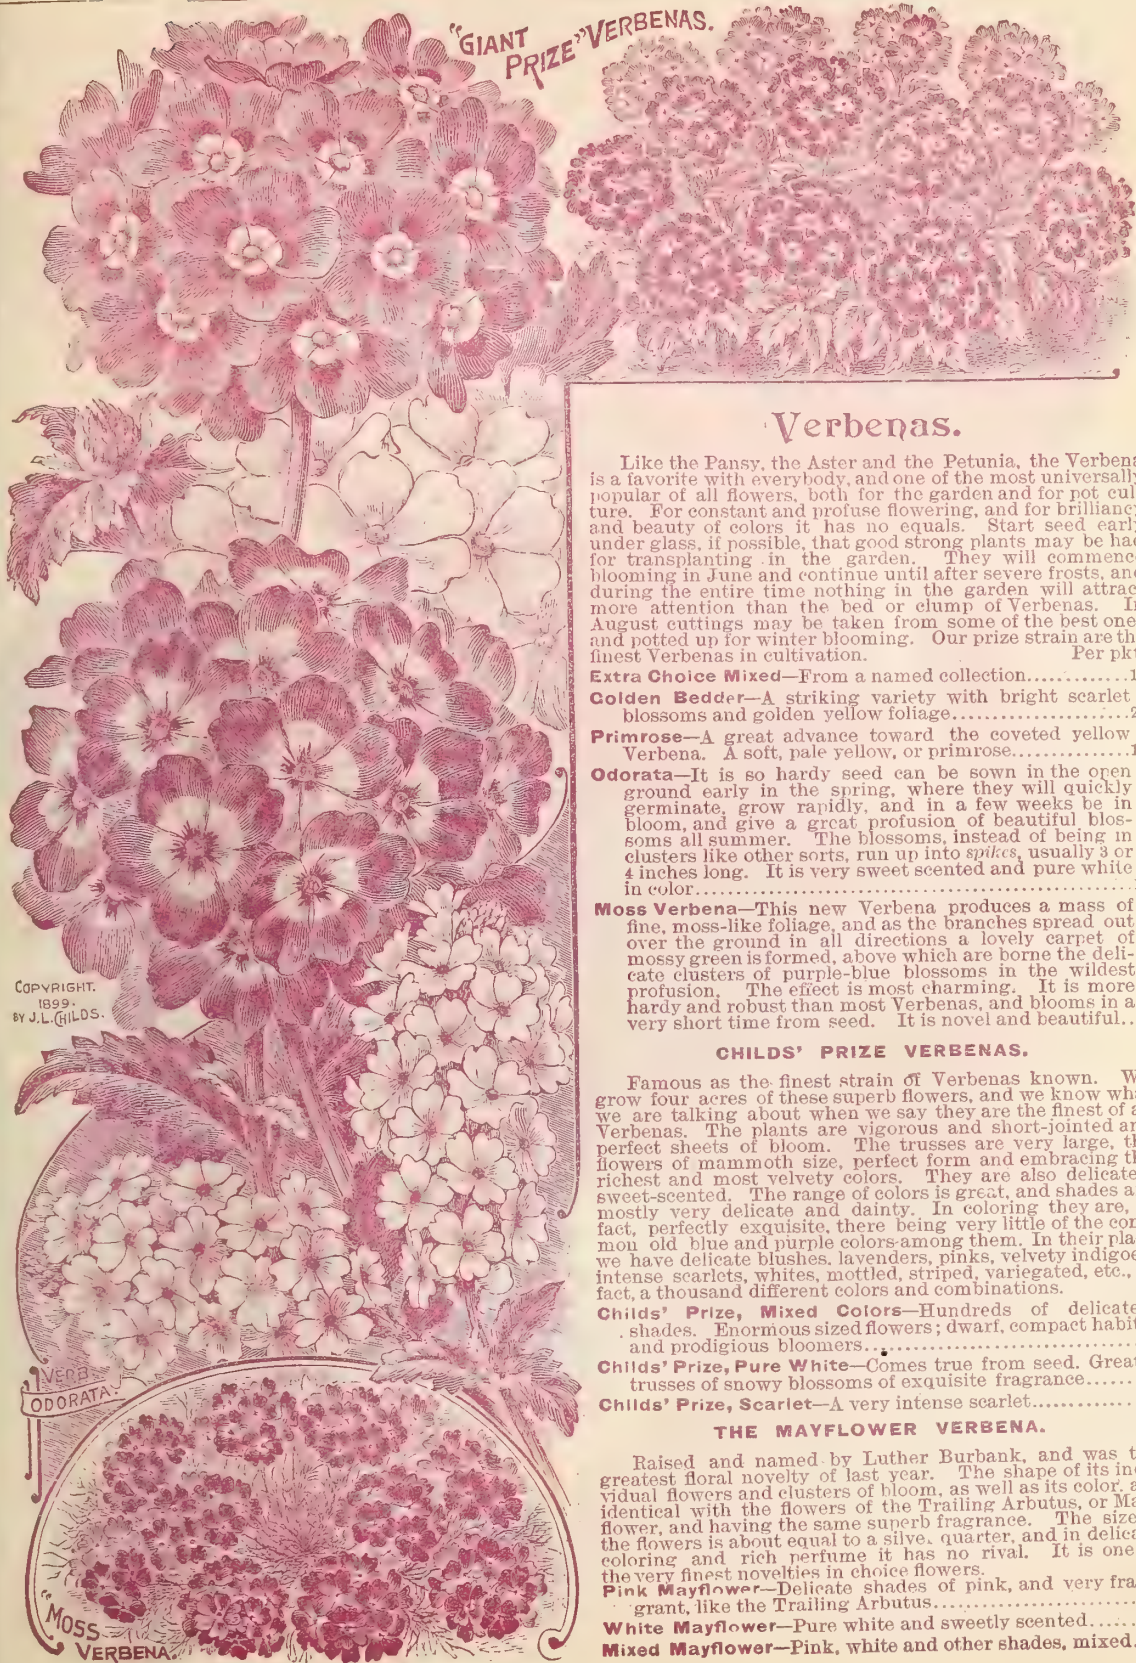 "GIANT
PRIZE" VERBENAS.
Verbenas.
Like the Pansy, the Aster and the Petunia, the Verbena
is a favorite with everybody, and one of the most universally
popular of all flowers, both for the garden and for pot cul
ture. For constant and profuse flowering, and for brilliancy
and beauty of colors it has no equals. Start seed early
under glass, if possible, that good strong plants may be had
for transplanting in the garden. They will commence
blooming in June and continue until after severe frosts, and
during the entire time nothing in the garden will attrac
more attention than the bed or clump of Verbenas. In
August cuttings may be taken from some of the best one
and potted up for winter blooming. Our prize strain are th
finest Verbenas in cultivation. Per pkt
Extra Choice Mixed—From a named collection............1
Golden Bedder—A striking variety with bright scarlet
blossoms and golden yellow foliage....................2
Primrose—A great advance toward the coveted yellow
Verbena. A soft, pale yellow, or primrose.............1
Odorata—It is so hardy seed can be sown in the open
ground early in the spring, where they will quickly
germinate, grow rapidly, and in a few weeks be in
bloom, and give a great profusion of beautiful blos-
soms all summer. The blossoms, instead of being in
clusters like other sorts, run up into spikes, usually 3 or
4 inches long. It is very sweet scented and pure white
in color..............................................
Moss Verbena—This new Verbena produces a mass of
fine, moss-like foliage, and as the branches spread out
over the ground in all directions a lovely carpet of
mossy green is formed, above which are borne the deli-
cate clusters of purple-blue blossoms in the wildest
profusion. The effect is most charming. It is more
hardy and robust than most Verbenas, and blooms in a
very short time from seed. It is novel and beautiful..
CHILDS' PRIZE VERBENAS.
Famous as the finest strain of Verbenas known. W
grow four acres of these superb flowers, and we know wha
we are talking about when we say they are the finest of a
Verbenas. The plants are vigorous and short-jointed an
perfect sheets of bloom. The trusses are very large, th
flowers of mammoth size, perfect form and embracing th
richest and most velvety colors. They are also delicate
sweet-scented. The range of colors is great, and shades a
mostly very delicate and dainty. In coloring they are,
fact, perfectly exquisite, there being very little of the com
mon old blue and purple colors among them. In their pla
we have delicate blushes, lavenders, pinks, velvety indigoe
intense scarlets, whites, mottled, striped, variegated, etc.,
fact, a thousand different colors and combinations.
Childs' Prize, Mixed Colors—Hundreds of delicate
shades. Enormous sized flowers; dwarf, compact habit
and prodigious bloomers..............................
Childs' Prize, Pure White—Comes true from seed. Grea
trusses of snowy blossoms of exquisite fragrance......
Childs' Prize, Scarlet—A very intense scarlet.............
THE MAYFLOWER VERBENA.
Raised and named by Luther Burbank, and was t
greatest floral novelty of last year. The shape of its in
vidual flowers and clusters of bloom, as well as its color, a
identical with the flowers of the Trailing Arbutus, or Ma
flower, and having the same superb fragrance. The size
the flowers is about equal to a silve. quarter, and in delica
coloring and rich perfume it has no rival. It is one
the very finest novelties in choice flowers.
Pink Mayflower—Delicate shades of pink, and very fra
grant, like the Trailing Arbutus........................
White Mayflower—Pure white and sweetly scented......
Mixed Mayflower—Pink, white and other shades, mixed.
COPYRIGHT.
1899.
BY J.L.CHILDS.
VERB.
ODORATA.
"MOSS
VERBENA.